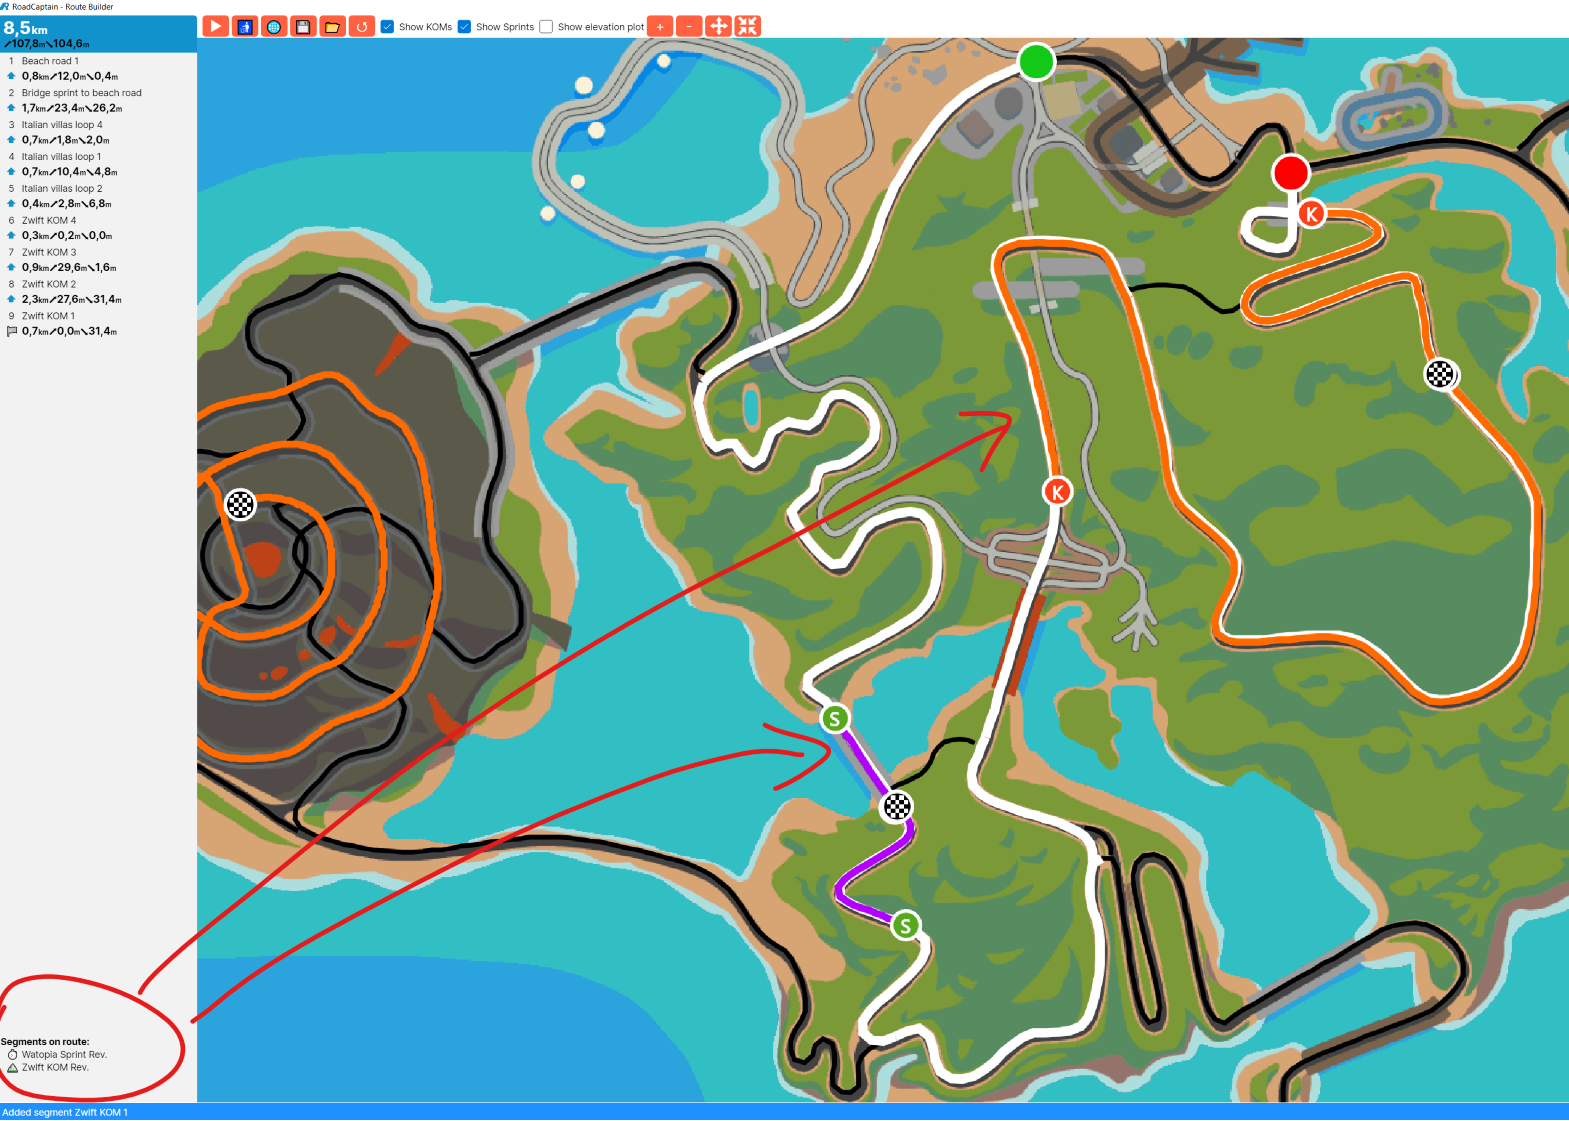 RoadCaptain - Route Builder
8,5km
107,8m 104,6m
Show KOMs
Show Sprints
Show elevation plot
+
-
1 Beach road 1
0,8km 12,0m 0,4m
2 Bridge sprint to beach road
1,7km 23,4m 26,2m
3 Italian villas loop 4
0,7km 1,8m 2,0m
4 Italian villas loop 1
0,7km 10,4m 4,8m
5 Italian villas loop 2
0,4km 2,8m 6,8m
6 Zwift KOM 4
0,3km 0,2m 0,0m
7 Zwift KOM 3
0,9km 29,6m 1,6m
8 Zwift KOM 2
2,3km 27,6m 31,4m
9 Zwift KOM 1
0,7km 0,0m 31,4m
K
K
S
S
Segments on route:
Watopia Sprint Rev.
Zwift KOM Rev.
Added segment Zwift KOM 1